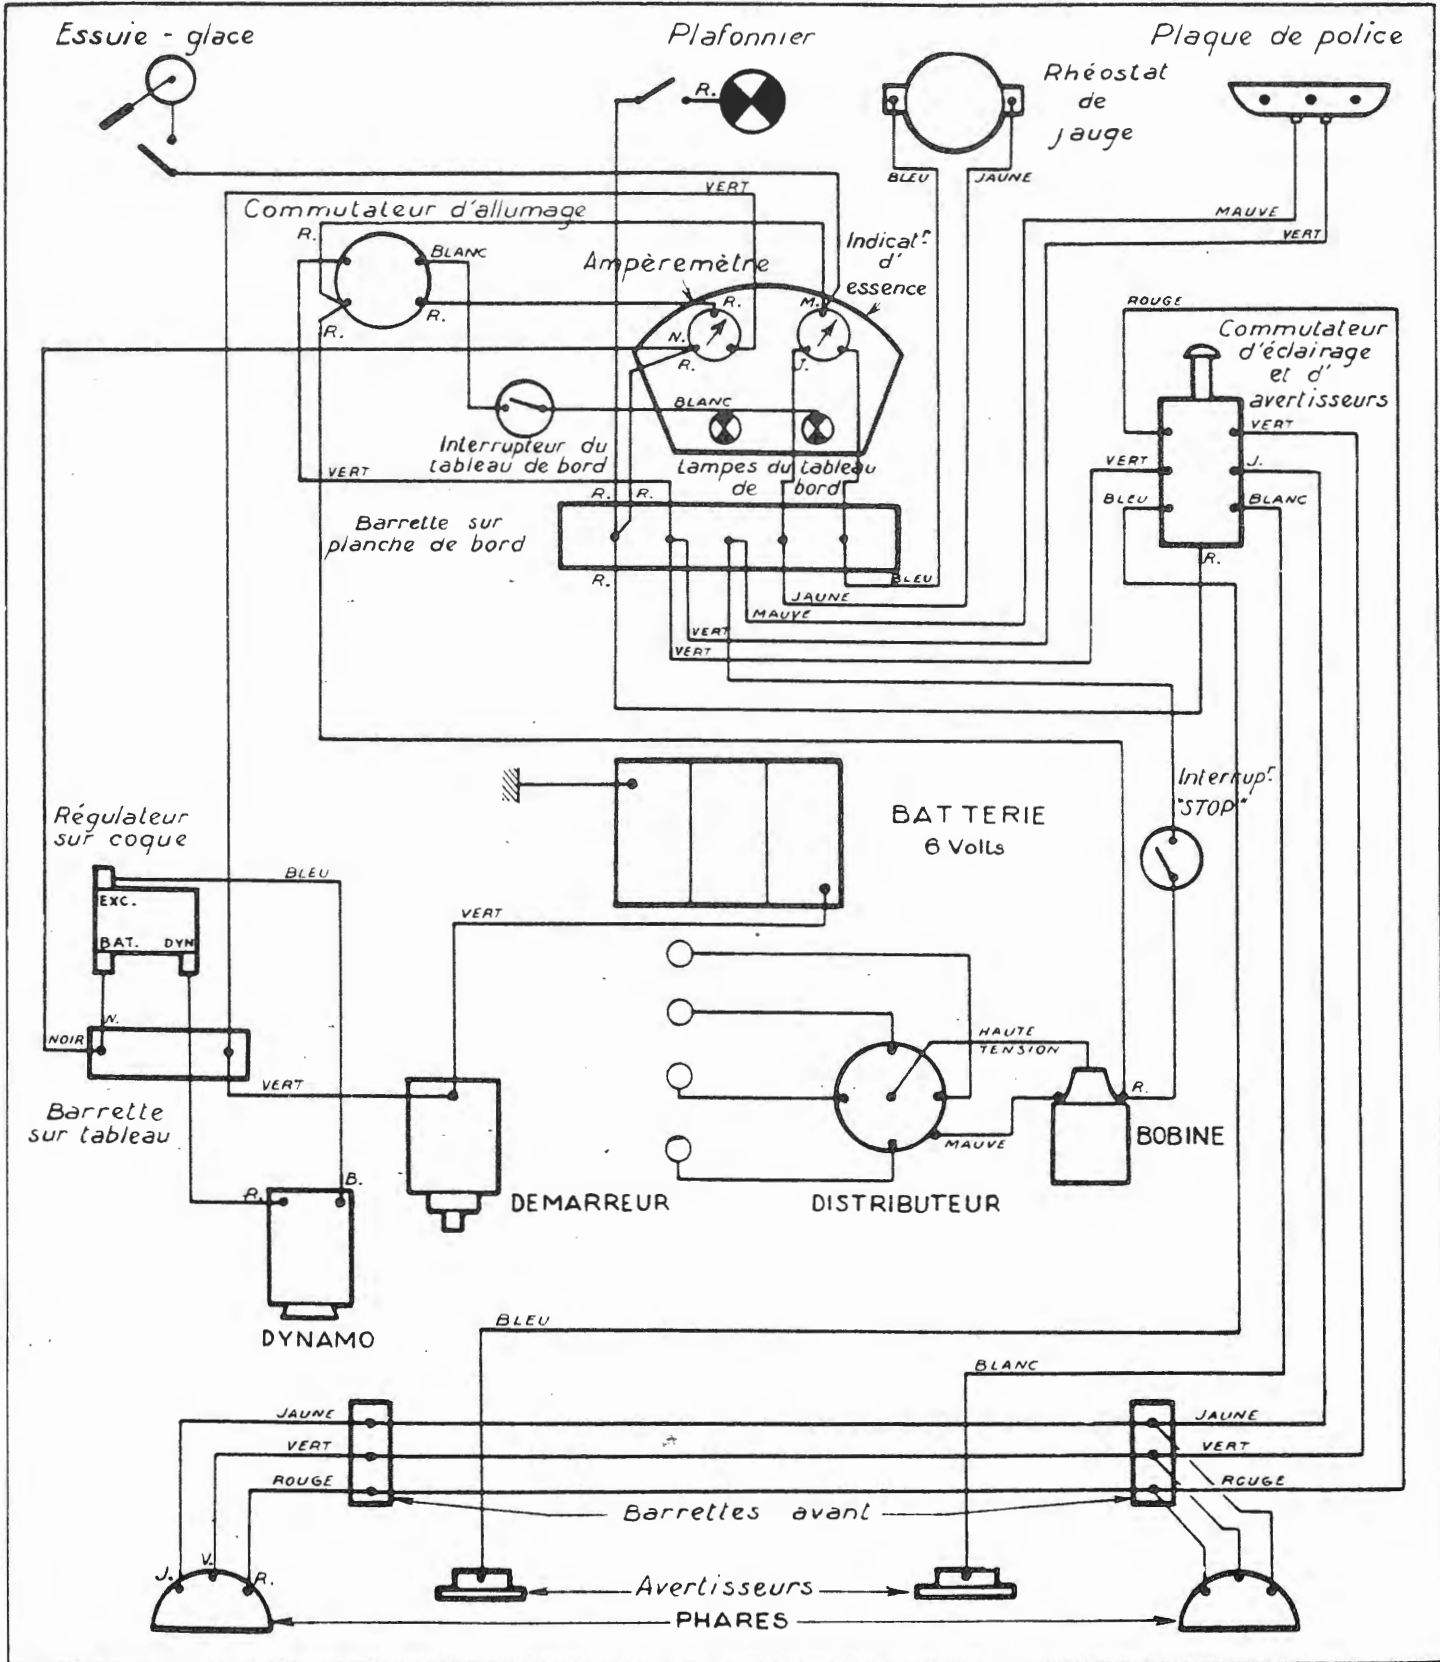 Essuie - glace
Plafonnier
Plaque de police
Rhéostat
de
jauge
R.
BLEU
JAUNE
VERT
MAUVE
VERT
Commutateur d'allumage
R.
BLANC
Indicatr.
d'
essence
Ampèremètre
R.
M.
R.
R.
N.
R.
J.
ROUGE
Commutateur
d'éclairage
et d'
avertisseurs
BLANC
VERT
Interrupteur du
tableau de bord
Lampes du tableau
de bord
VERT
VERT
J.
BLEU
BLANC
R.
R.
Barrette sur
planche de bord
R.
R.
BLEU
JAUNE
MAUVE
VERT
VERT
Interrupr.
"STOP"
BATTERIE
6 Volts
Régulateur
sur coque
BLEU
EXC.
BAT.
DYN
VERT
N.
NOIR
HAUTE
TENSION
VERT
R.
Barrette
sur tableau
MAUVE
BOBINE
R.
B.
DEMARREUR
DISTRIBUTEUR
DYNAMO
BLEU
BLANC
JAUNE
JAUNE
VERT
VERT
ROUGE
ROUGE
Barrettes avant
J.
V.
R.
Avertisseurs
PHARES